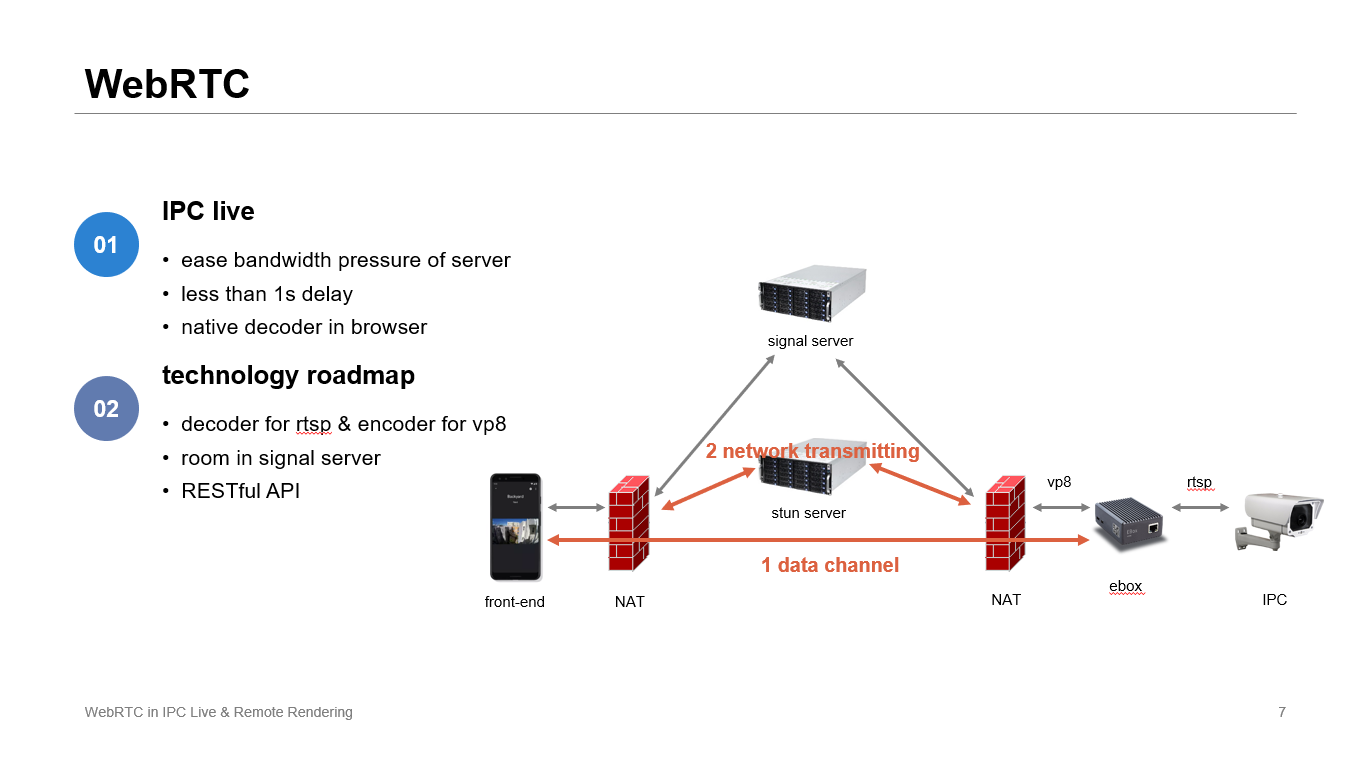 WebRTC
01
IPC live
• ease bandwidth pressure of server
• less than 1s delay
• native decoder in browser
02
technology roadmap
• decoder for rtsp & encoder for vp8
• room in signal server
• RESTful API
signal server
2 network transmitting
stun server
1 data channel
vp8
rtsp
Backyard
front-end
NAT
NAT
ebox
IPC
WebRTC in IPC Live & Remote Rendering
7